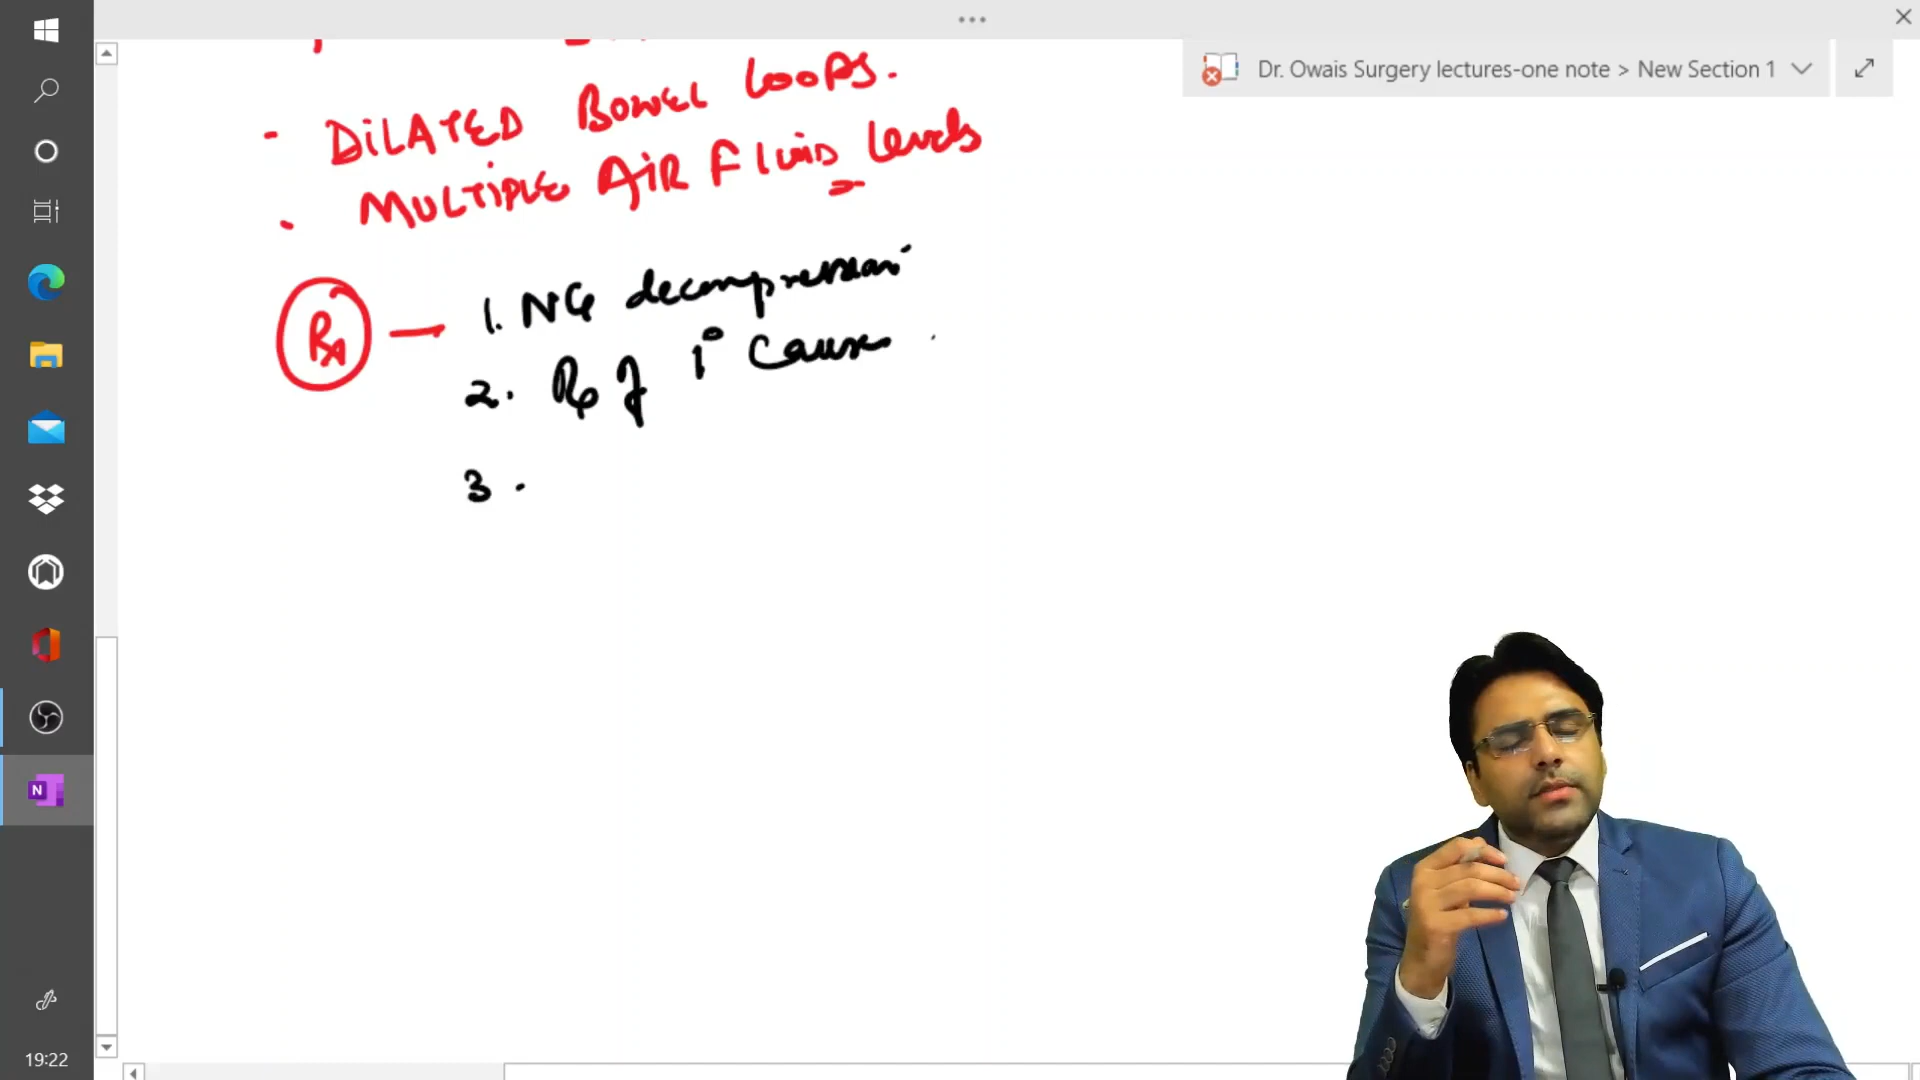 Dr. Owais Surgery lectures-one note > New Section 1
- DiLATED BOWEL LOOPS.
. MULTIPLE AiR FLUiD Levels
Rx — 1. NG decompression
2. Rx of 1° Cause
3.
N
19:22